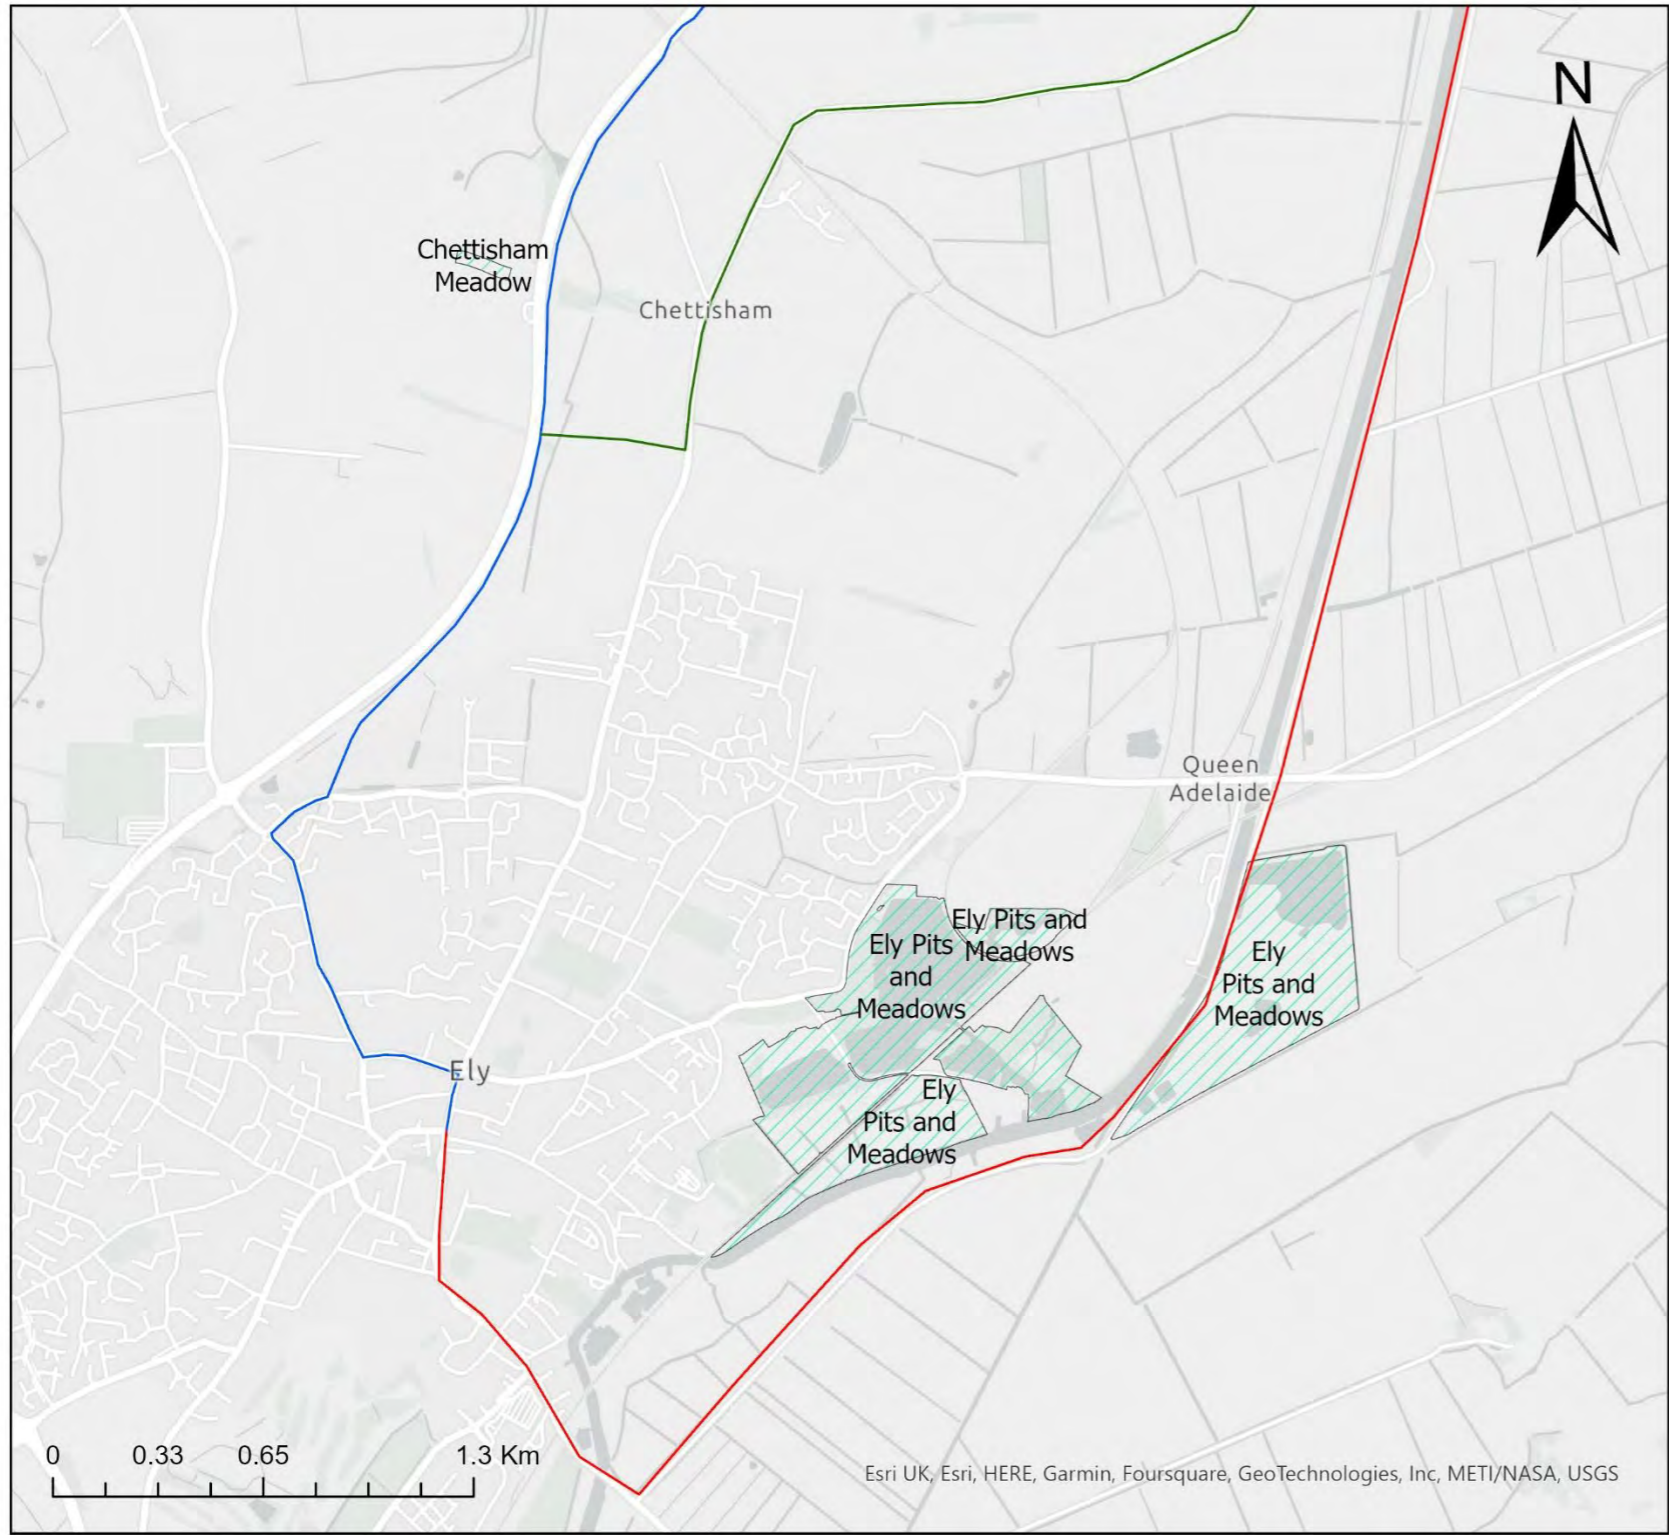 N
Chettisham
Meadow
Chettisham
Queen
Adelaide
Ely Pits and
Meadows
Ely Pits
and
Meadows
Ely
Pits and
Meadows
Ely
Ely
Pits and
Meadows
0 0.33 0.65 1.3 Km
Esri UK, Esri, HERE, Garmin, Foursquare, GeoTechnologies, Inc, METI/NASA, USGS